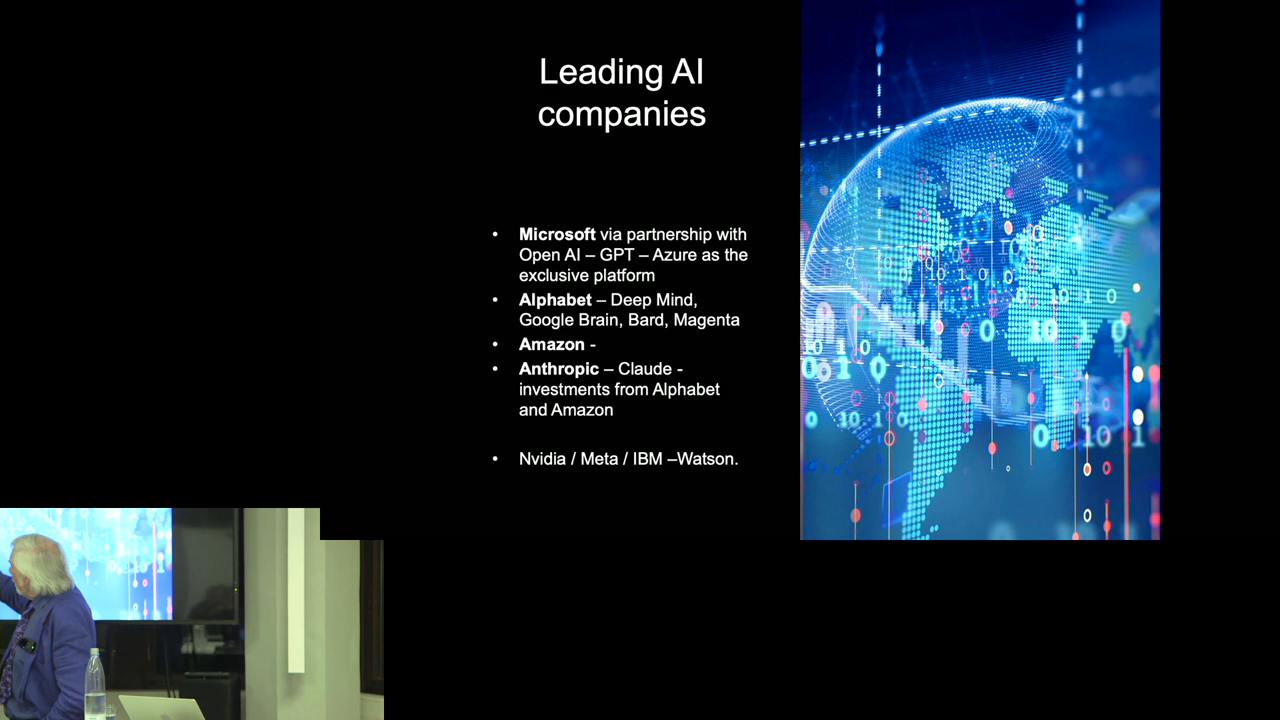 Leading AI
companies
• Microsoft via partnership with
Open AI – GPT – Azure as the
exclusive platform
• Alphabet – Deep Mind,
Google Brain, Bard, Magenta
• Amazon -
• Anthropic – Claude -
investments from Alphabet
and Amazon
• Nvidia / Meta / IBM –Watson.